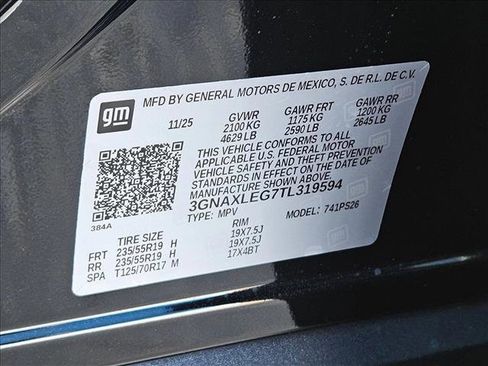 gm
MFD BY GENERAL MOTORS DE MEXICO, S. DE R.L. DE C.V.
11/25 GVWR GAWR FRT GAWR RR
2100 KG 1175 KG 1200 KG
4629 LB 2590 LB 2645 LB
THIS VEHICLE CONFORMS TO ALL
APPLICABLE U.S. FEDERAL MOTOR
VEHICLE SAFETY AND THEFT PREVENTION
STANDARDS IN EFFECT ON THE DATE OF
MANUFACTURE SHOWN ABOVE.
3GNAXLEG7TL319594
384A
TYPE: MPV MODEL: 741PS26
TIRE SIZE RIM
FRT 235/55R19 H 19X7.5J
RR 235/55R19 H 19X7.5J
SPA T125/70R17 M 17X4BT